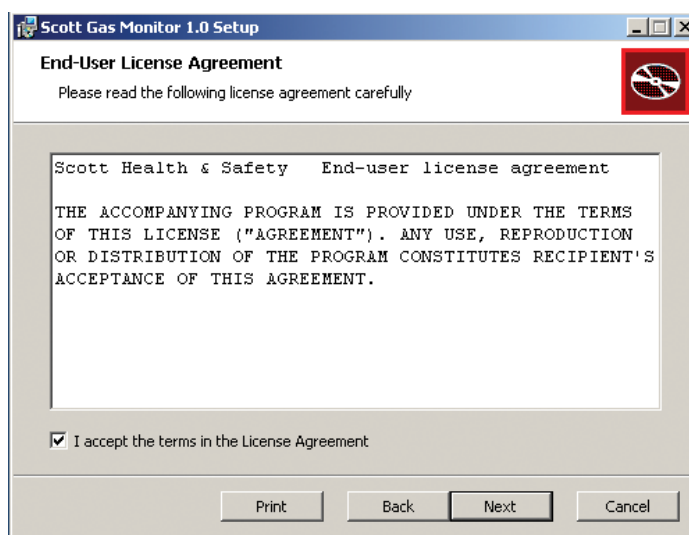 Scott Gas Monitor 1.0 Setup
End-User License Agreement
Please read the following license agreement carefully
Scott Health & Safety   End-user license agreement
THE ACCOMPANYING PROGRAM IS PROVIDED UNDER THE TERMS
OF THIS LICENSE ("AGREEMENT"). ANY USE, REPRODUCTION
OR DISTRIBUTION OF THE PROGRAM CONSTITUTES RECIPIENT'S
ACCEPTANCE OF THIS AGREEMENT.
I accept the terms in the License Agreement
Print Back Next Cancel